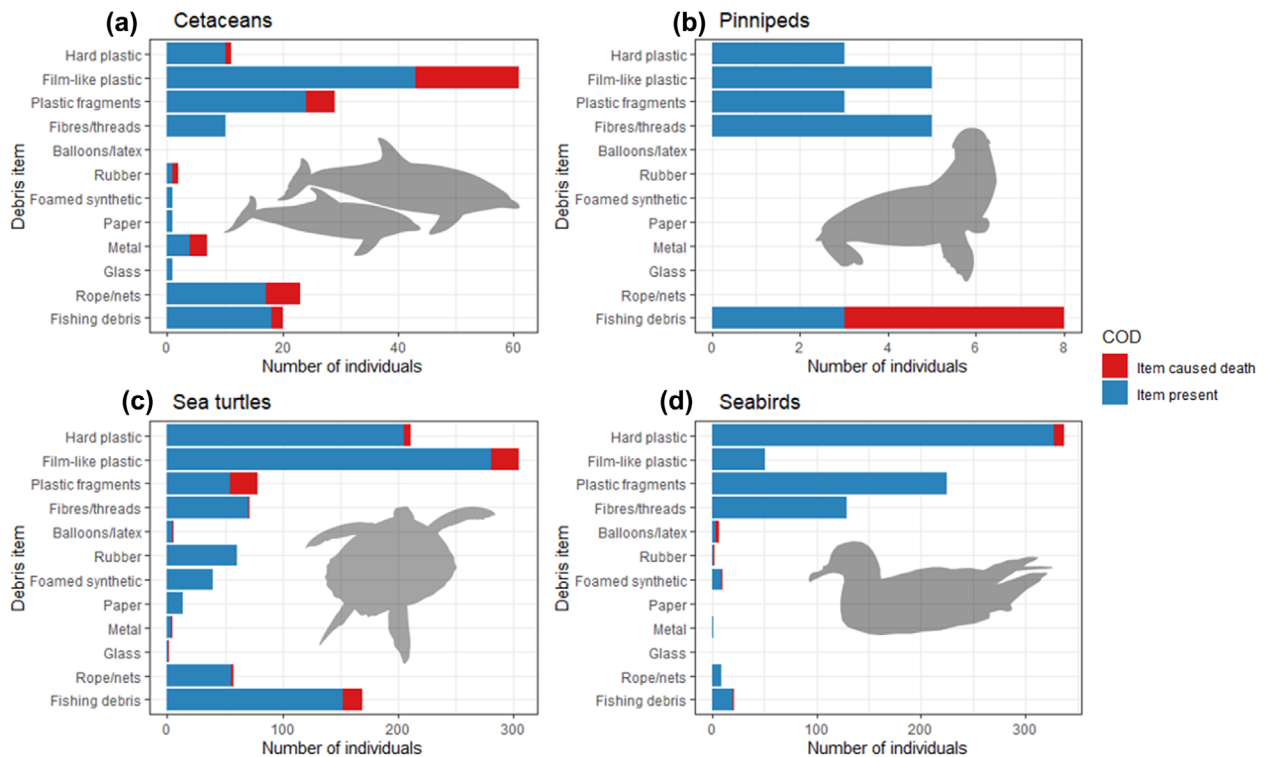 (a) Cetaceans
Debris item
Hard plastic
Film-like plastic
Plastic fragments
Fibres/threads
Balloons/latex
Rubber
Foamed synthetic
Paper
Metal
Glass
Rope/nets
Fishing debris
0 20 40 60
Number of individuals
(b) Pinnipeds
Debris item
Hard plastic
Film-like plastic
Plastic fragments
Fibres/threads
Balloons/latex
Rubber
Foamed synthetic
Paper
Metal
Glass
Rope/nets
Fishing debris
0 2 4 6 8
Number of individuals
COD
Item caused death
Item present
(c) Sea turtles
Debris item
Hard plastic
Film-like plastic
Plastic fragments
Fibres/threads
Balloons/latex
Rubber
Foamed synthetic
Paper
Metal
Glass
Rope/nets
Fishing debris
0 100 200 300
Number of individuals
(d) Seabirds
Debris item
Hard plastic
Film-like plastic
Plastic fragments
Fibres/threads
Balloons/latex
Rubber
Foamed synthetic
Paper
Metal
Glass
Rope/nets
Fishing debris
0 100 200 300
Number of individuals